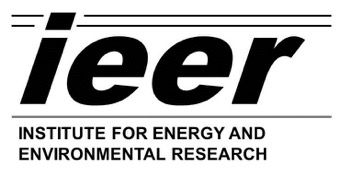 ieer
INSTITUTE FOR ENERGY AND
ENVIRONMENTAL RESEARCH